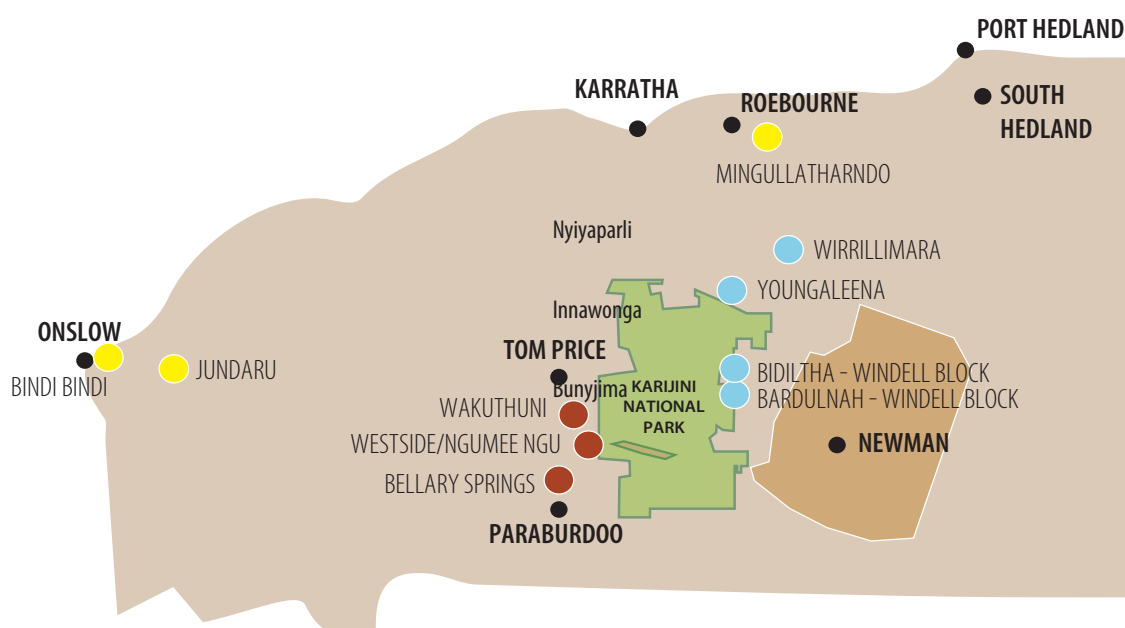 PORT HEDLAND
KARRATHA
ROEBOURNE
SOUTH
HEDLAND
MINGULLATHARNDO
Nyiyaparli
WIRRILLIMARA
YOUNGALEENA
Innawonga
ONSLOW
TOM PRICE
JUNDARU
BINDI BINDI
BIDILTHA – WINDELL BLOCK
Bunyjima
KARIJINI
NATIONAL
PARK
BARDULNAH – WINDELL BLOCK
WAKUTHUNI
WESTSIDE/NGUMEE NGU
NEWMAN
BELLARY SPRINGS
PARABURDOO